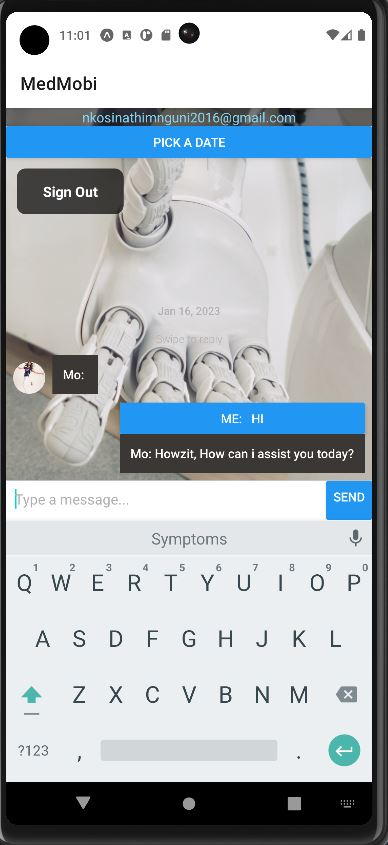 11:01
MedMobi
nkosinathimnguni2016@gmail.com
PICK A DATE
Sign Out
Jan 16, 2023
Swipe to reply
Mo:
ME: HI
Mo: Howzit, How can i assist you today?
Type a message...
SEND
Symptoms
1 2 3 4 5 6 7 8 9 0
Q W E R T Y U I O P
A S D F G H J K L
Z X C V B N M
?123 , .